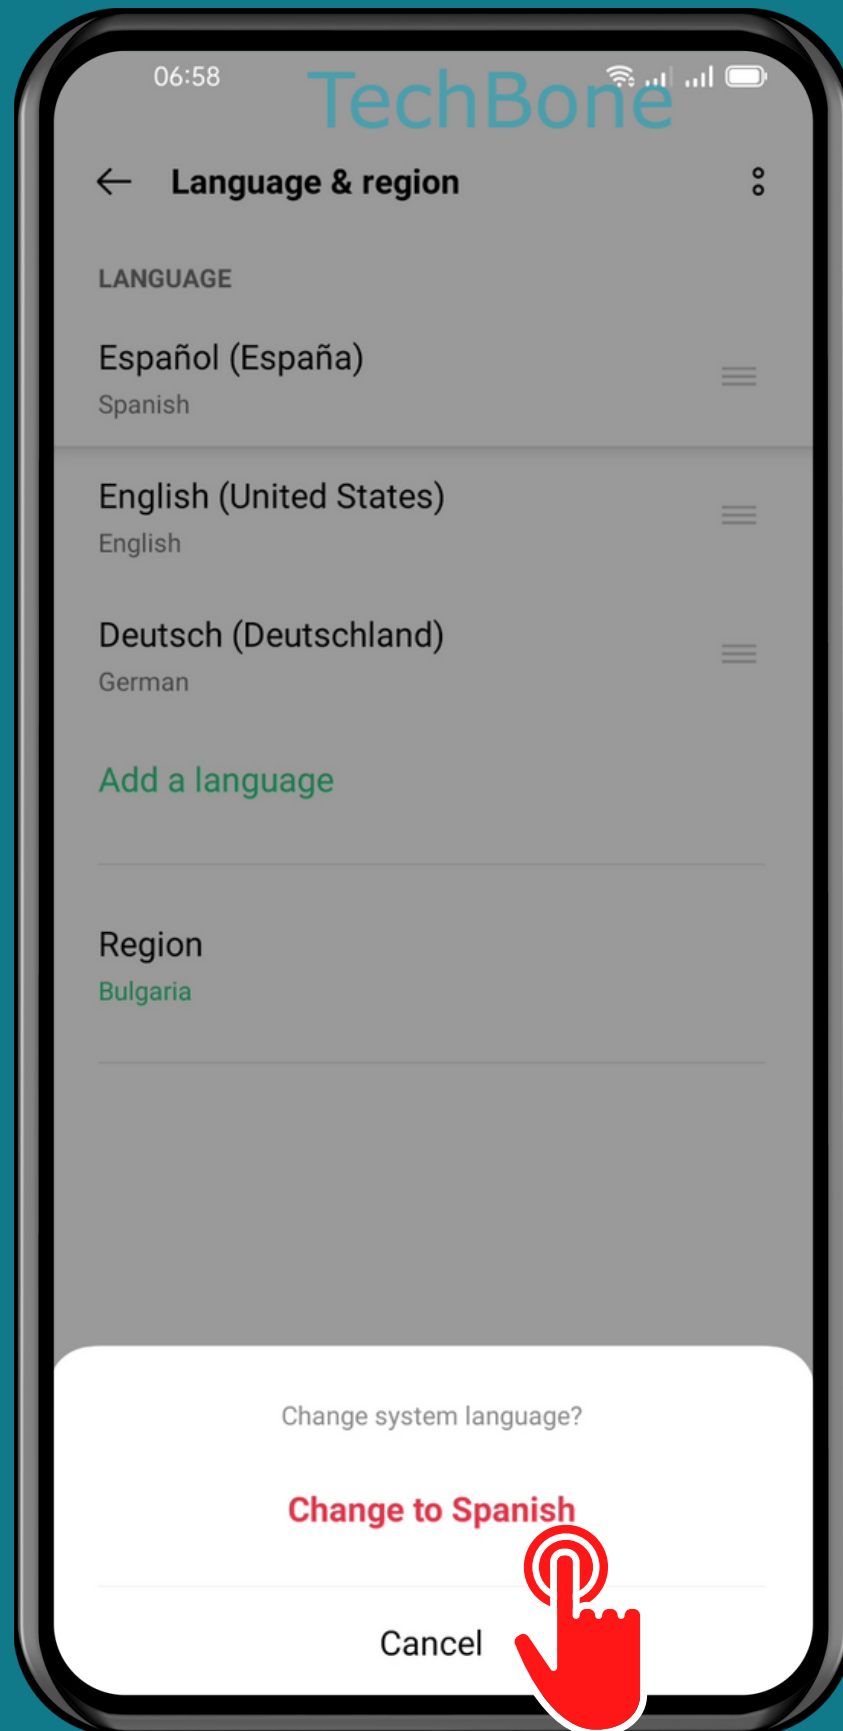 06:58
TechBone
Language & region
LANGUAGE
Español (España)
Spanish
English (United States)
English
Deutsch (Deutschland)
German
Add a language
Region
Bulgaria
Change system language?
Change to Spanish
Cancel